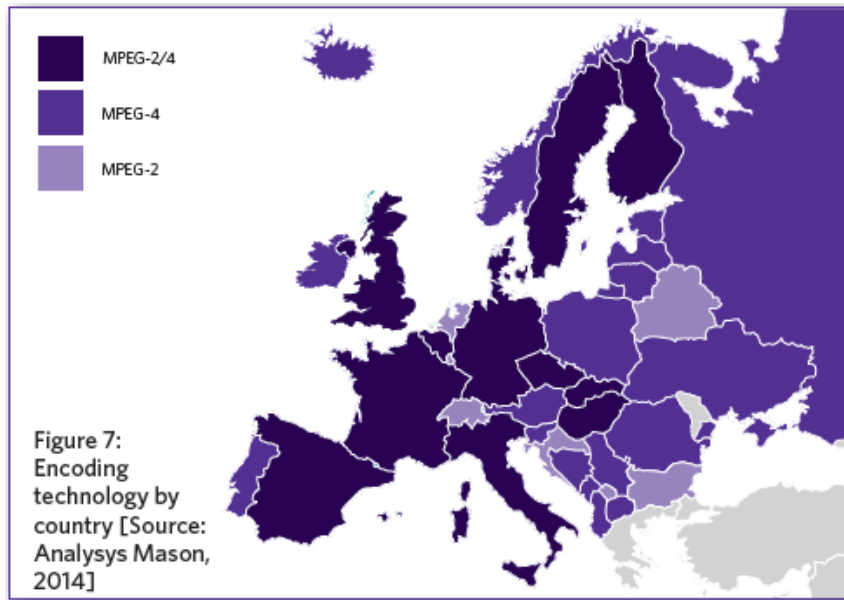 MPEG-2/4
MPEG-4
MPEG-2
Figure 7:
Encoding
technology by
country [Source:
Analysys Mason,
2014]